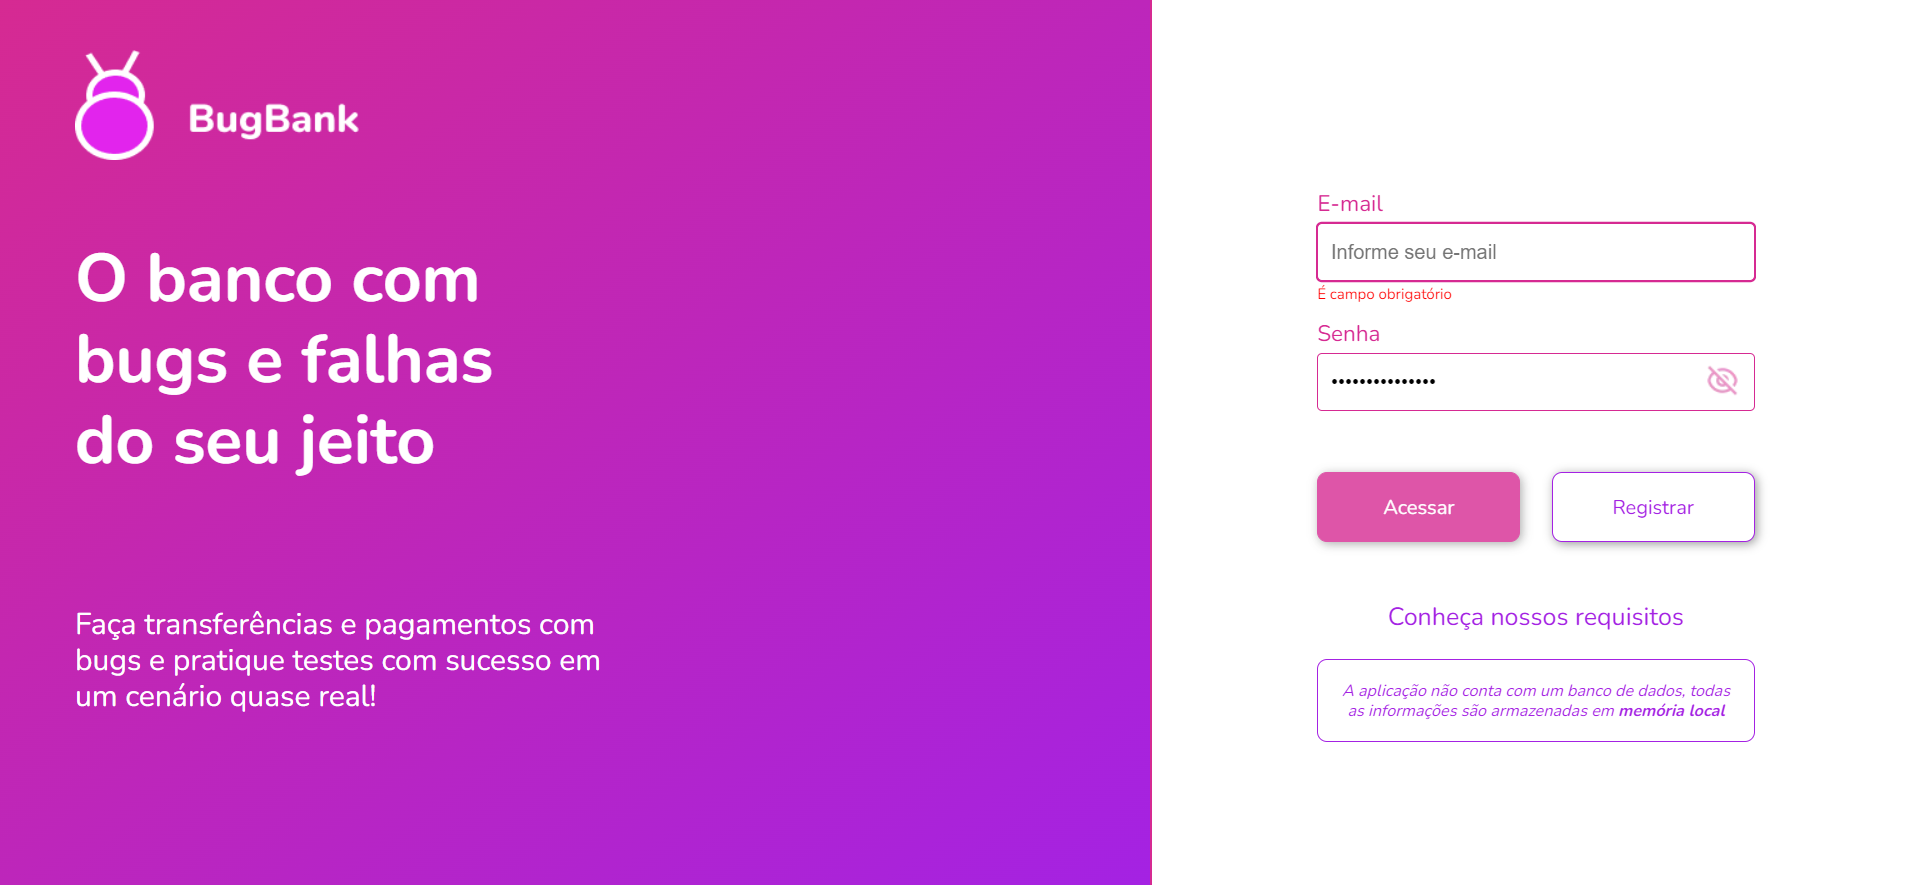 BugBank
O banco com
bugs e falhas
do seu jeito
Faça transferências e pagamentos com
bugs e pratique testes com sucesso em
um cenário quase real!
E-mail
Informe seu e-mail
É campo obrigatório
Senha
•••••••••••••••
Acessar
Registrar
Conheça nossos requisitos
A aplicação não conta com um banco de dados, todas
as informações são armazenadas em memória local